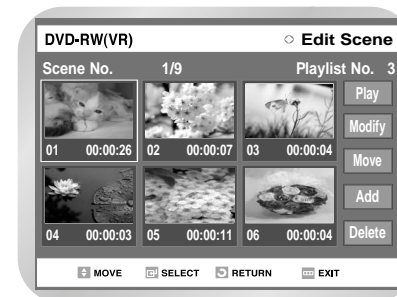 DVD-RW(VR) Edit Scene
Scene No. 1/9 Playlist No. 3
Play
Modify
01 00:00:26 02 00:00:07 03 00:00:04
Move
Add
04 00:00:03 05 00:00:11 06 00:00:04 Delete
MOVE SELECT RETURN EXIT